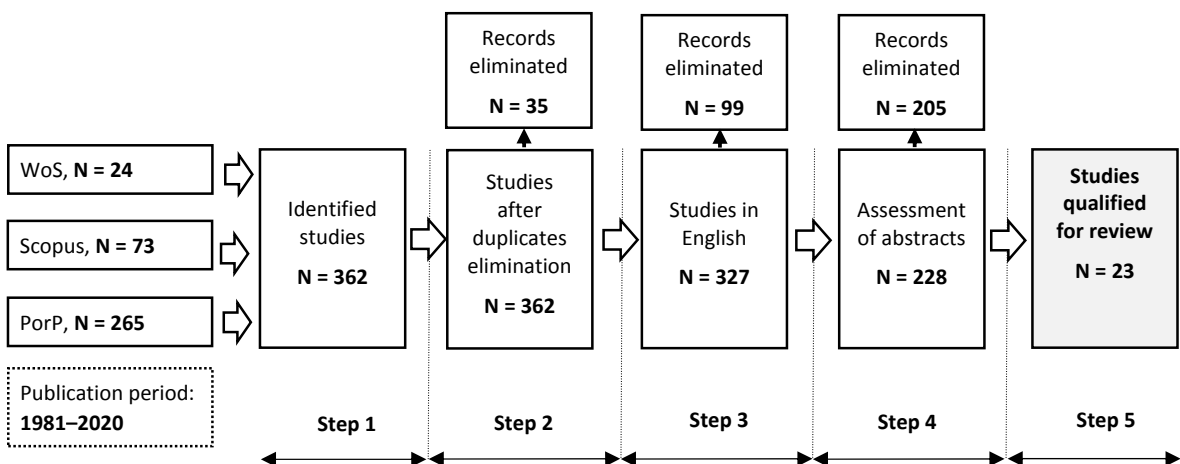 Records
eliminated
N = 35
Records
eliminated
N = 99
Records
eliminated
N = 205
WoS, N = 24
Scopus, N = 73
PorP, N = 265
Publication period:
1981–2020
Identified
studies
N = 362
Studies
after
duplicates
elimination
N = 362
Studies in
English
N = 327
Assessment
of abstracts
N = 228
Studies
qualified
for review
N = 23
Step 1
Step 2
Step 3
Step 4
Step 5